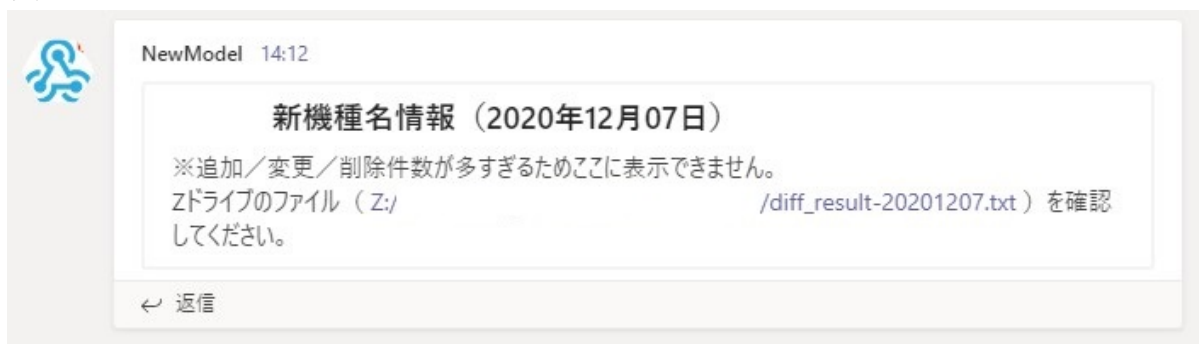 NewModel 14:12
新機種名情報（2020年12月07日）
※追加／変更／削除件数が多すぎるためここに表示できません。
Zドライブのファイル（ Z:/ /diff_result-20201207.txt ）を確認
してください。
返信